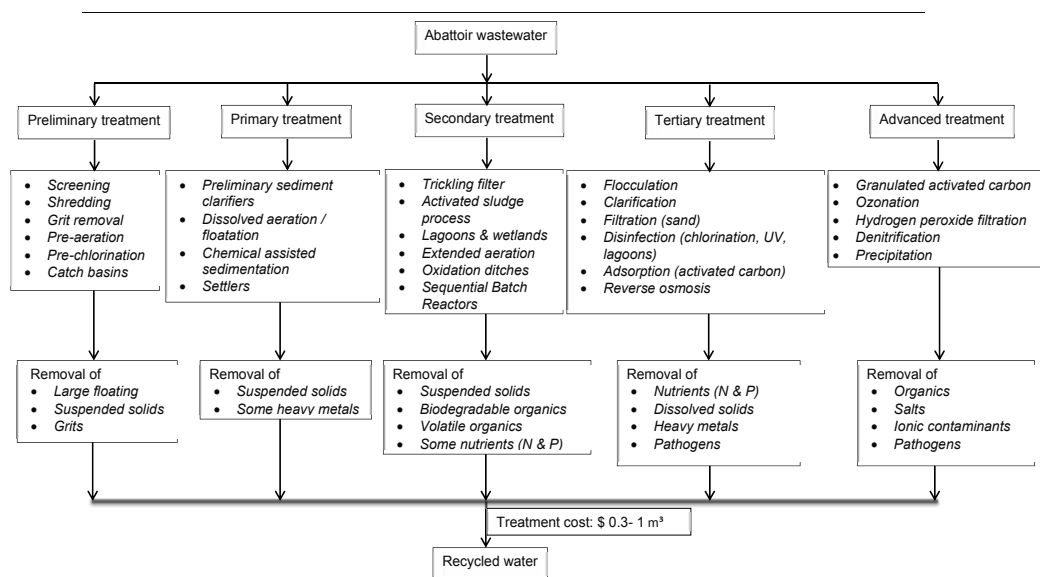 Abattoir wastewater
Preliminary treatment
Primary treatment
Secondary treatment
Tertiary treatment
Advanced treatment
• Screening
• Shredding
• Grit removal
• Pre-aeration
• Pre-chlorination
• Catch basins
• Preliminary sediment
clarifiers
• Dissolved aeration /
floatation
• Chemical assisted
sedimentation
• Settlers
• Trickling filter
• Activated sludge
process
• Lagoons & wetlands
• Extended aeration
• Oxidation ditches
• Sequential Batch
Reactors
• Flocculation
• Clarification
• Filtration (sand)
• Disinfection (chlorination, UV,
lagoons)
• Adsorption (activated carbon)
• Reverse osmosis
• Granulated activated carbon
• Ozonation
• Hydrogen peroxide filtration
• Denitrification
• Precipitation
Removal of
• Large floating
• Suspended solids
• Grits
Removal of
• Suspended solids
• Some heavy metals
Removal of
• Suspended solids
• Biodegradable organics
• Volatile organics
• Some nutrients (N & P)
Removal of
• Nutrients (N & P)
• Dissolved solids
• Heavy metals
• Pathogens
Removal of
• Organics
• Salts
• Ionic contaminants
• Pathogens
Treatment cost: $ 0.3- 1 m³
Recycled water